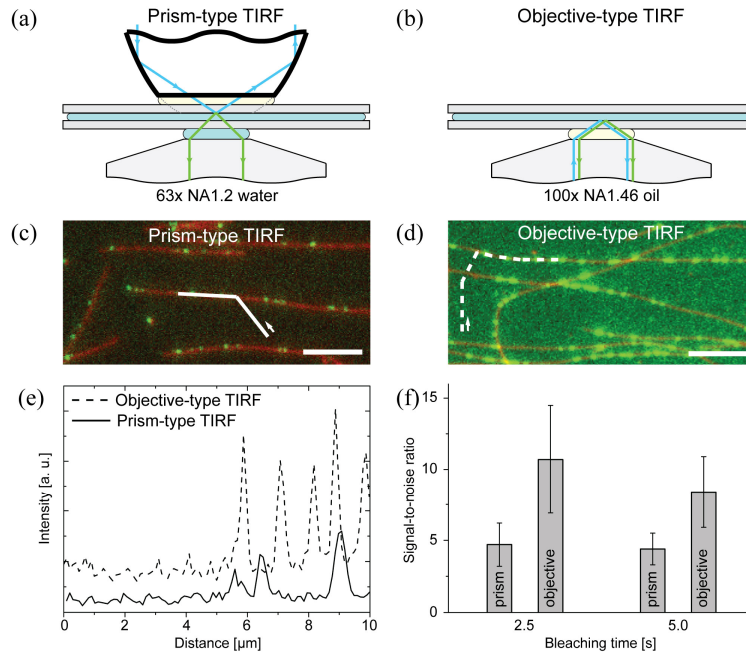 (a)
Prism-type TIRF
63x NA1.2 water
(b)
Objective-type TIRF
100x NA1.46 oil
(c)
Prism-type TIRF
(d)
Objective-type TIRF
(e)
Objective-type TIRF
Prism-type TIRF
Intensity [a. u.]
0 2 4 6 8 10
Distance [µm]
(f)
Signal-to-noise ratio
15
10
5
0
prism
objective
prism
objective
2.5 5.0
Bleaching time [s]